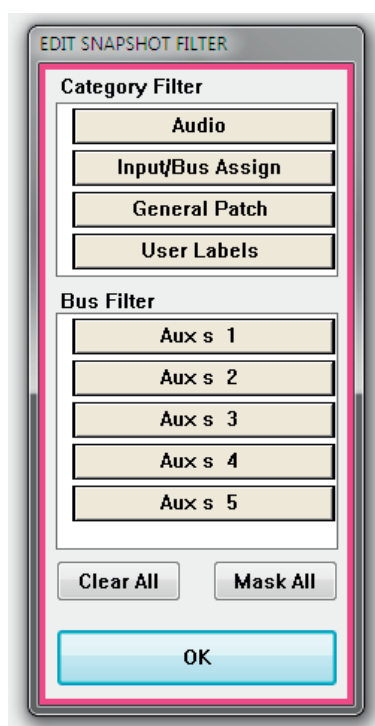 EDIT SNAPSHOT FILTER
Category Filter
Audio
Input/Bus Assign
General Patch
User Labels
Bus Filter
Aux s 1
Aux s 2
Aux s 3
Aux s 4
Aux s 5
Clear All Mask All
OK